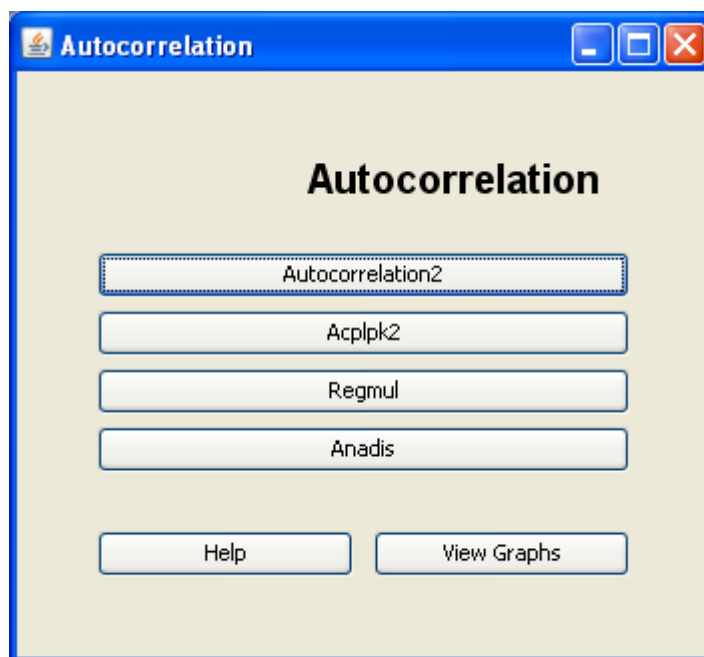 Autocorrelation
Autocorrelation
Autocorrelation2
Acplpk2
Regmul
Anadis
Help View Graphs